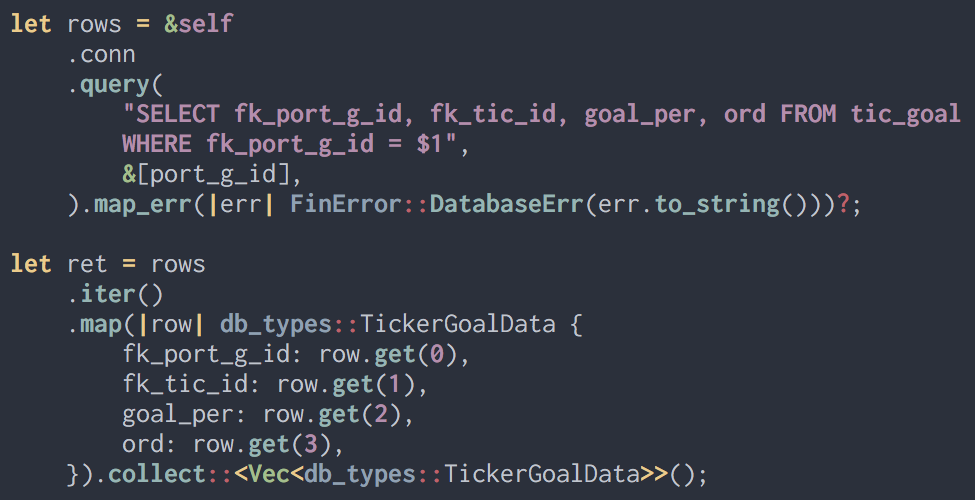 let rows = &self
    .conn
    .query(
        "SELECT fk_port_g_id, fk_tic_id, goal_per, ord FROM tic_goal
        WHERE fk_port_g_id = $1",
        &[port_g_id],
    ).map_err(|err| FinError::DatabaseErr(err.to_string()))?;

let ret = rows
    .iter()
    .map(|row| db_types::TickerGoalData {
        fk_port_g_id: row.get(0),
        fk_tic_id: row.get(1),
        goal_per: row.get(2),
        ord: row.get(3),
    }).collect::<Vec<db_types::TickerGoalData>>();